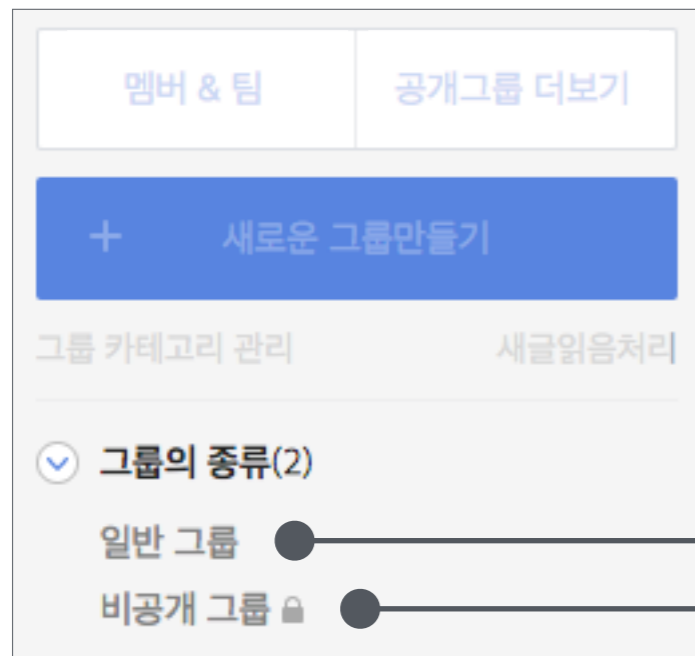 멤버 & 팀 공개그룹 더보기
+ 새로운 그룹만들기
그룹 카테고리 관리 새글읽음처리
그룹의 종류(2)
일반 그룹
비공개 그룹